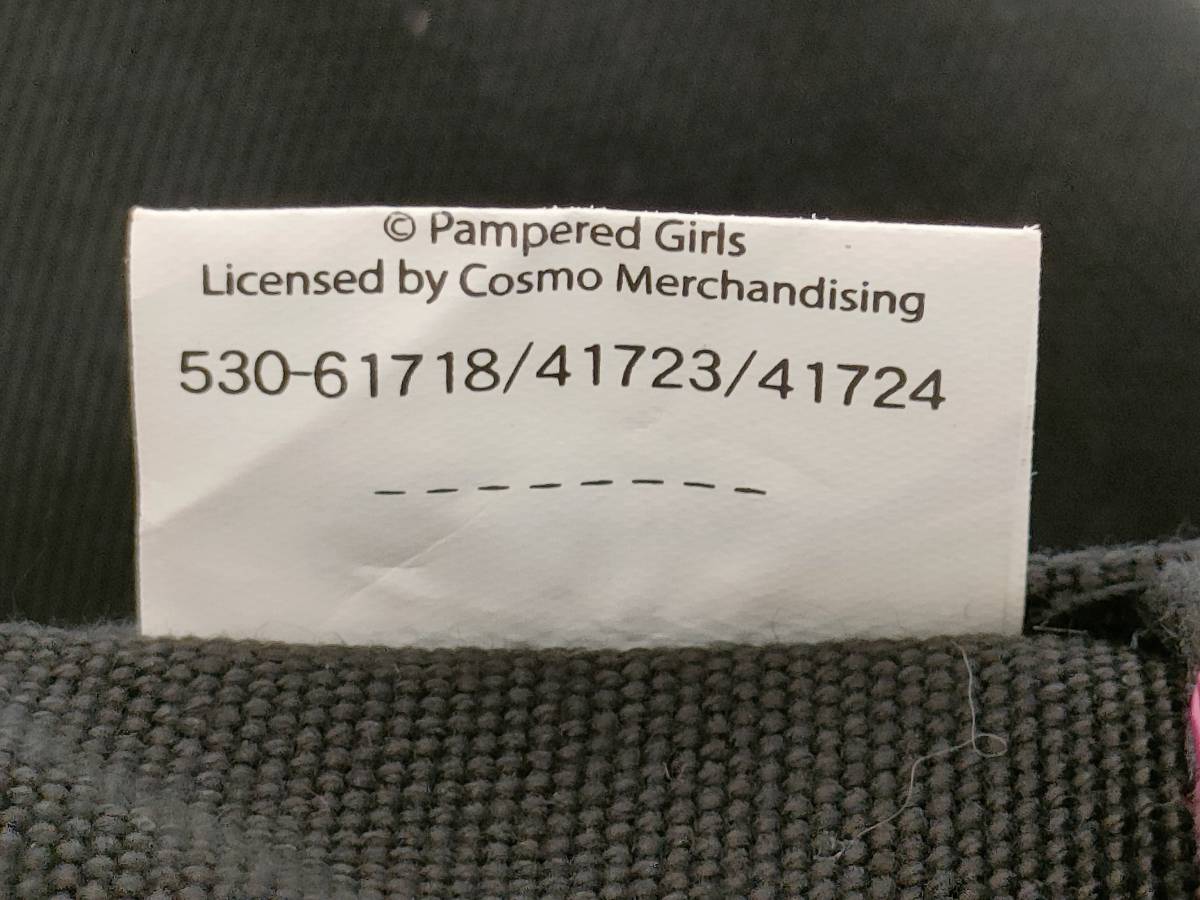 © Pampered Girls
Licensed by Cosmo Merchandising
530-61718/41723/41724
--------